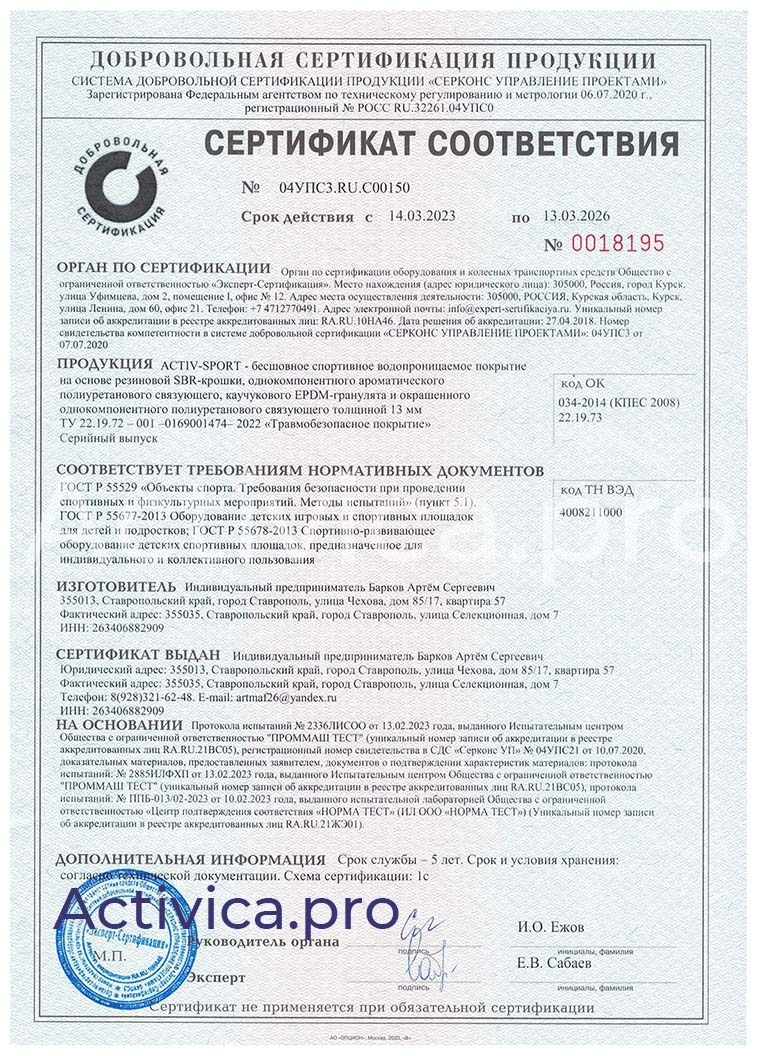 ДОБРОВОЛЬНАЯ СЕРТИФИКАЦИЯ ПРОДУКЦИИ
СИСТЕМА ДОБРОВОЛЬНОЙ СЕРТИФИКАЦИИ ПРОДУКЦИИ «СЕРКОНС УПРАВЛЕНИЕ ПРОЕКТАМИ»
Зарегистрирована Федеральным агентством по техническому регулированию и метрологии 06.07.2020 г.,
регистрационный № РОСС RU.32261.04УПС0
ДОБРОВОЛЬНАЯ СЕРТИФИКАЦИЯ
СЕРТИФИКАТ СООТВЕТСТВИЯ
№ 04УПС3.RU.С00150
Срок действия с 14.03.2023 по 13.03.2026
№ 0018195
ОРГАН ПО СЕРТИФИКАЦИИ Орган по сертификации оборудования и колесных транспортных средств Общество с
ограниченной ответственностью «Эксперт-Сертификация». Место нахождения (адрес юридического лица): 305000, Россия, город Курск,
улица Уфимцева, дом 2, помещение I, офис № 12. Адрес места осуществления деятельности: 305000, РОССИЯ, Курская область, Курск,
улица Ленина, дом 60, офис 21. Телефон: +7 4712770491. Адрес электронной почты: info@expert-sertifikaciya.ru. Уникальный номер
записи об аккредитации в реестре аккредитованных лиц: RA.RU.10НА46. Дата решения об аккредитации: 27.04.2018. Номер
свидетельства компетентности в системе добровольной сертификации «СЕРКОНС УПРАВЛЕНИЕ ПРОЕКТАМИ»: 04УПС3 от
07.07.2020
ПРОДУКЦИЯ ACTIV-SPORT - бесшовное спортивное водопроницаемое покрытие
на основе резиновой SBR-крошки, однокомпонентного ароматического
полиуретанового связующего, каучукового EPDM-гранулята и окрашенного
однокомпонентного полиуретанового связующего толщиной 13 мм
ТУ 22.19.72 – 001 –0169001474– 2022 «Травмобезопасное покрытие»
Серийный выпуск
код ОК
034-2014 (КПЕС 2008)
22.19.73
СООТВЕТСТВУЕТ ТРЕБОВАНИЯМ НОРМАТИВНЫХ ДОКУМЕНТОВ
ГОСТ Р 55529 «Объекты спорта. Требования безопасности при проведении
спортивных и физкультурных мероприятий. Методы испытаний» (пункт 5.1).
ГОСТ Р 55677-2013 Оборудование детских игровых и спортивных площадок
для детей и подростков; ГОСТ Р 55678-2013 Спортивно-развивающее
оборудование детских спортивных площадок, предназначенное для
индивидуального и коллективного пользования
код ТН ВЭД
4008211000
ИЗГОТОВИТЕЛЬ Индивидуальный предприниматель Барков Артём Сергеевич
355013, Ставропольский край, город Ставрополь, улица Чехова, дом 85/17, квартира 57
Фактический адрес: 355035, Ставропольский край, город Ставрополь, улица Селекционная, дом 7
ИНН: 263406882909
СЕРТИФИКАТ ВЫДАН Индивидуальный предприниматель Барков Артём Сергеевич
Юридический адрес: 355013, Ставропольский край, город Ставрополь, улица Чехова, дом 85/17, квартира 57
Фактический адрес: 355035, Ставропольский край, город Ставрополь, улица Селекционная, дом 7
Телефон: 8(928)321-62-48. E-mail: artmaf26@yandex.ru
ИНН: 263406882909
НА ОСНОВАНИИ Протокола испытаний № 2336ЛИСОО от 13.02.2023 года, выданного Испытательным центром
Общества с ограниченной ответственностью "ПРОММАШ ТЕСТ" (уникальный номер записи об аккредитации в реестре
аккредитованных лиц RA.RU.21ВС05), регистрационный номер свидетельства в СДС «Серконс УП» № 04УПС21 от 10.07.2020,
доказательных материалов, предоставленных заявителем, документов о подтверждении характеристик материалов: протокола
испытаний: № 2885ИЛФХП от 13.02.2023 года, выданного Испытательным центром Общества с ограниченной ответственностью
"ПРОММАШ ТЕСТ" (уникальный номер записи об аккредитации в реестре аккредитованных лиц RA.RU.21ВС05), протокола
испытаний: № ППБ-013/02-2023 от 10.02.2023 года, выданного испытательной лабораторией Общества с ограниченной
ответственностью «Центр подтверждения соответствия «НОРМА ТЕСТ») (ИЛ ООО «НОРМА ТЕСТ») (Уникальный номер записи
об аккредитации в реестре аккредитованных лиц RA.RU.21ЖЭ01).
ДОПОЛНИТЕЛЬНАЯ ИНФОРМАЦИЯ Срок службы – 5 лет. Срок и условия хранения:
согласно технической документации. Схема сертификации: 1с
Activica.pro
«Эксперт-Сертификация»
М.П.
Руководитель органа
подпись
И.О. Ежов
инициалы, фамилия
Эксперт
подпись
Е.В. Сабаев
инициалы, фамилия
Сертификат не применяется при обязательной сертификации
АО «ОПЦИОН», Москва, 2020, «В»